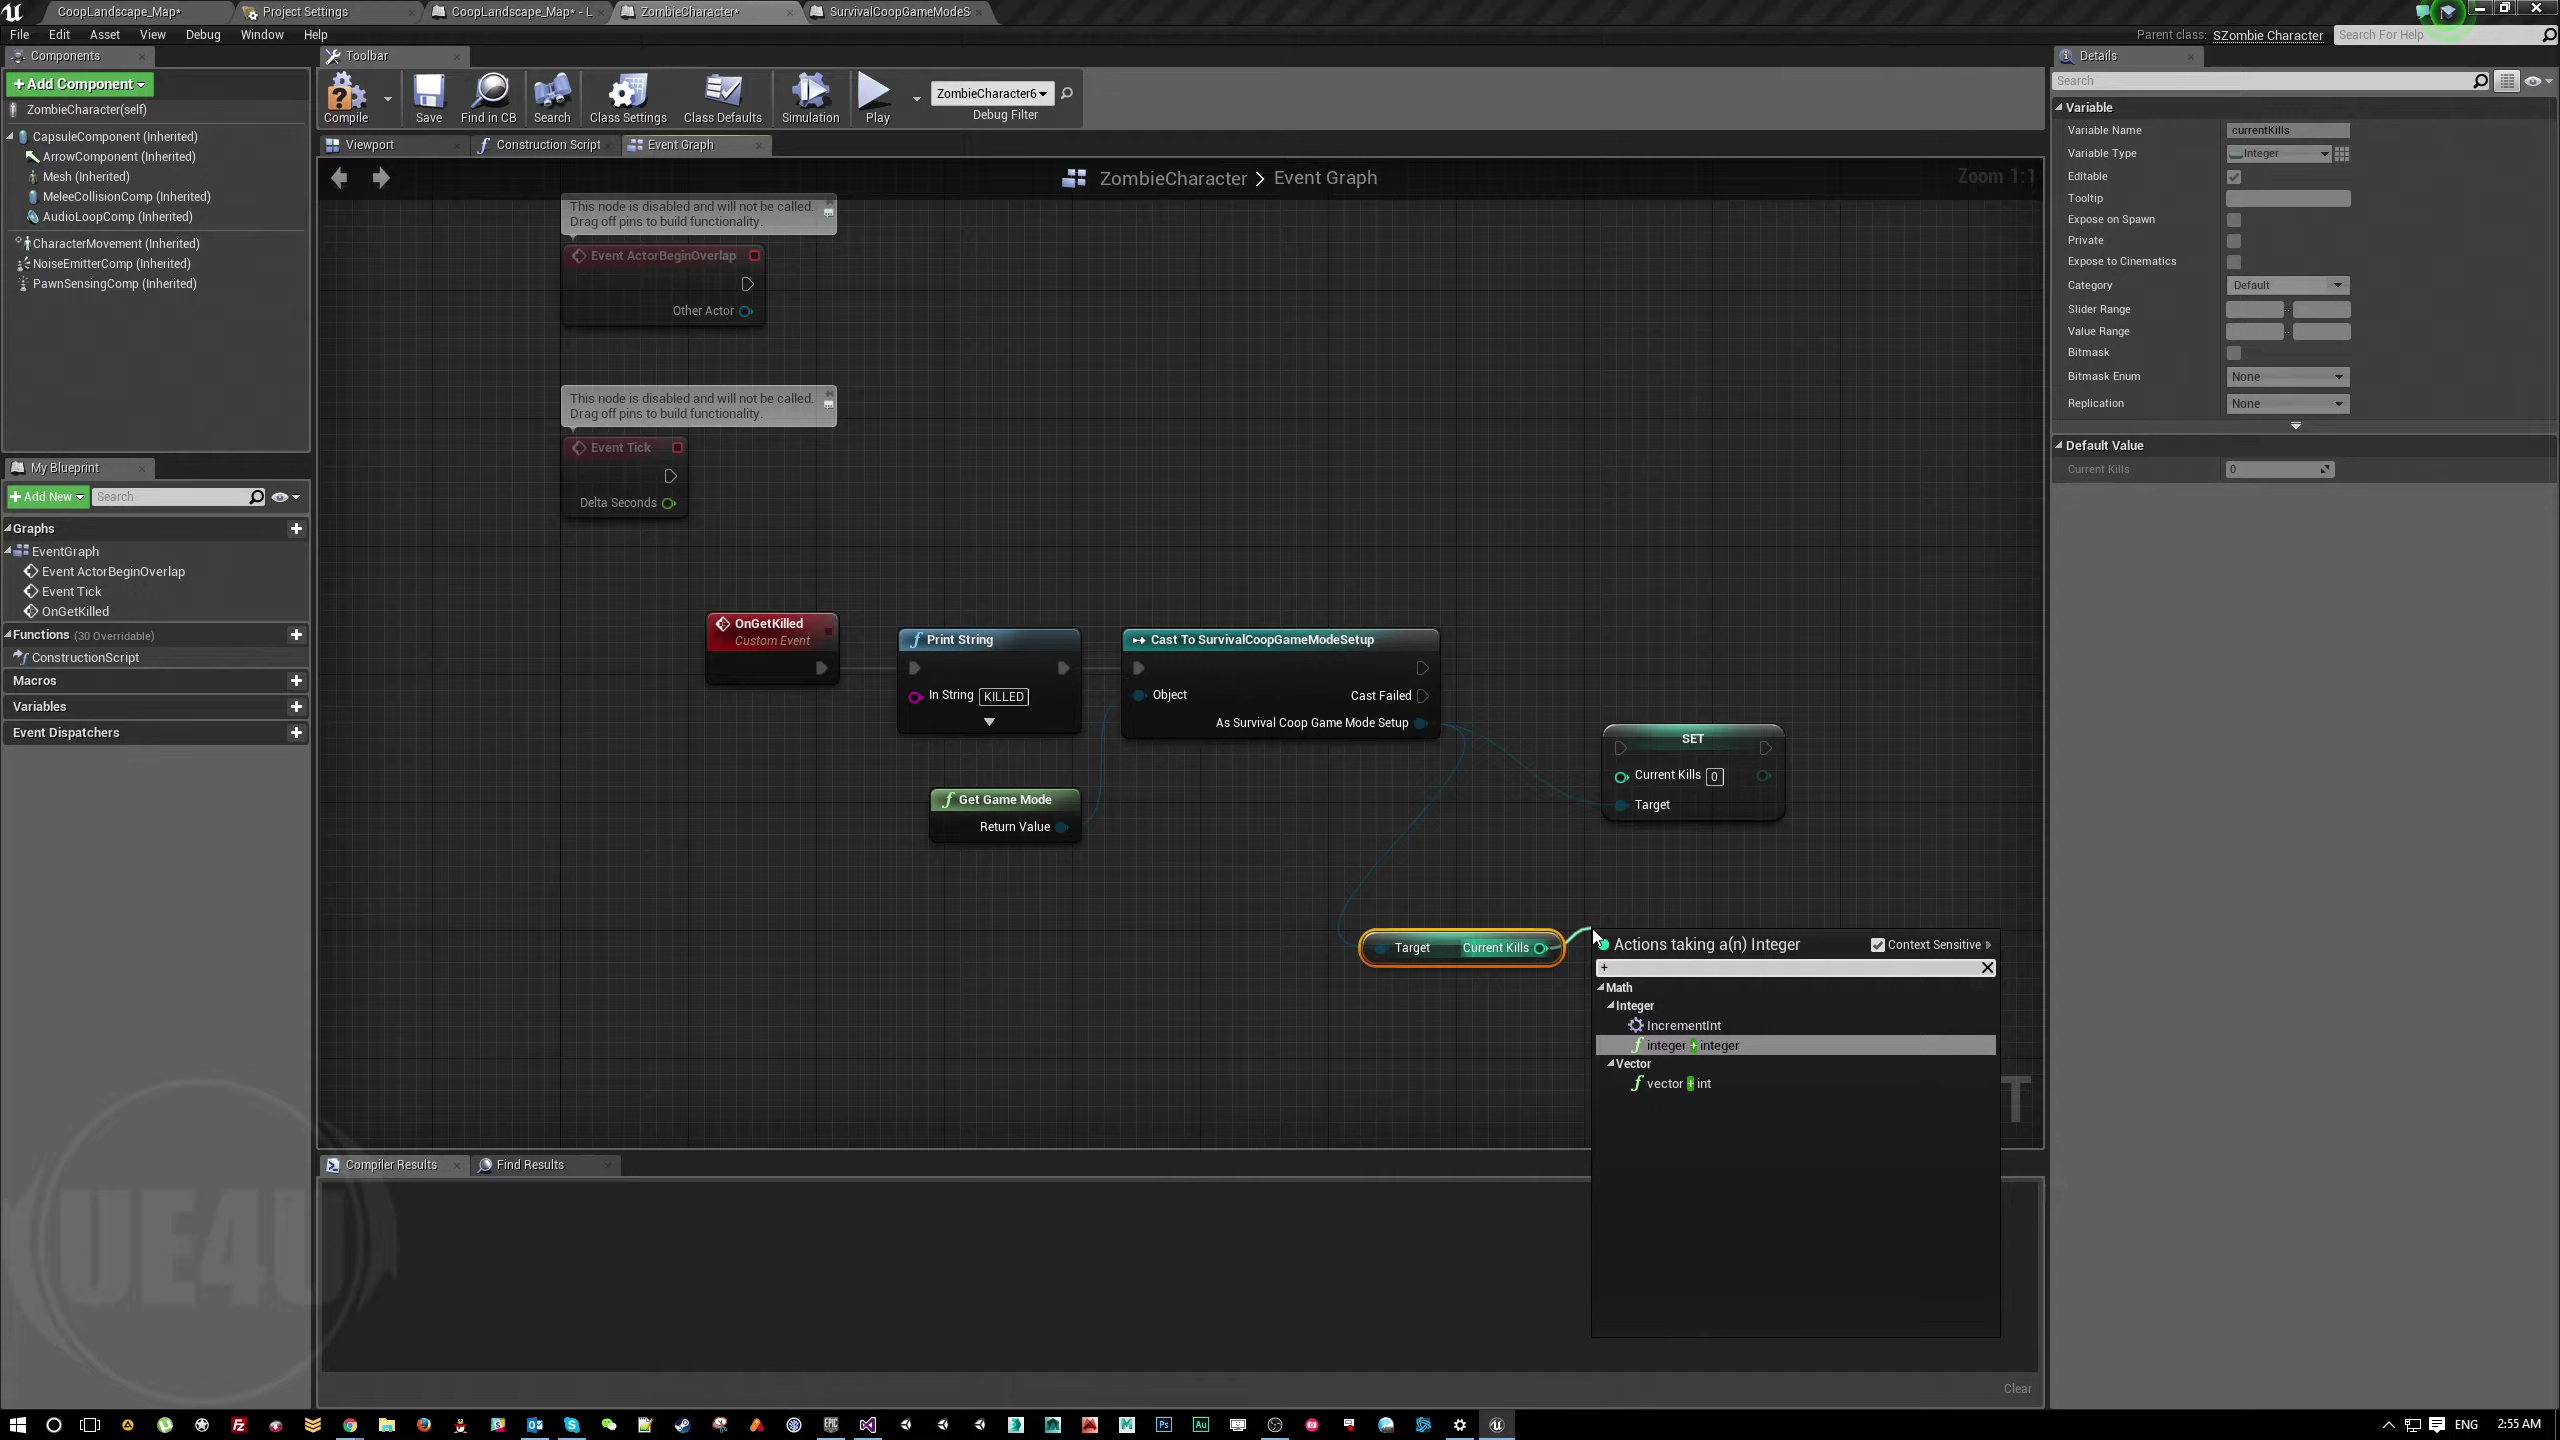 CoopLandscape_Map*
Project Settings
CoopLandscape_Map* - L
ZombieCharacter*
SurvivalCoopGameModeS
File Edit Asset View Debug Window Help
Parent class: SZombie Character
Search For Help
Components
+Add Component
ZombieCharacter(self)
CapsuleComponent (Inherited)
ArrowComponent (Inherited)
Mesh (Inherited)
MeleeCollisionComp (Inherited)
AudioLoopComp (Inherited)
CharacterMovement (Inherited)
NoiseEmitterComp (Inherited)
PawnSensingComp (Inherited)
My Blueprint
+Add New
Search
Graphs
EventGraph
Event ActorBeginOverlap
Event Tick
OnGetKilled
Functions (30 Overridable)
ConstructionScript
Macros
Variables
Event Dispatchers
Toolbar
Compile
Save
Find in CB
Search
Class Settings
Class Defaults
Simulation
Play
ZombieCharacter6
Debug Filter
Viewport
Construction Script
Event Graph
ZombieCharacter > Event Graph
Zoom 1:1
This node is disabled and will not be called.
Drag off pins to build functionality.
Event ActorBeginOverlap
Other Actor
This node is disabled and will not be called.
Drag off pins to build functionality.
Event Tick
Delta Seconds
OnGetKilled
Custom Event
Print String
In String KILLED
Cast To SurvivalCoopGameModeSetup
Object
Cast Failed
As Survival Coop Game Mode Setup
Get Game Mode
Return Value
SET
Current Kills 0
Target
Target Current Kills
Actions taking a(n) Integer
Context Sensitive
+
Math
Integer
IncrementInt
integer + integer
Vector
vector + int
Compiler Results
Find Results
Clear
Details
Search
Variable
Variable Name currentKills
Variable Type Integer
Editable
Tooltip
Expose on Spawn
Private
Expose to Cinematics
Category Default
Slider Range
Value Range
Bitmask
Bitmask Enum None
Replication None
Default Value
Current Kills 0
UE4U
ENG 2:55 AM